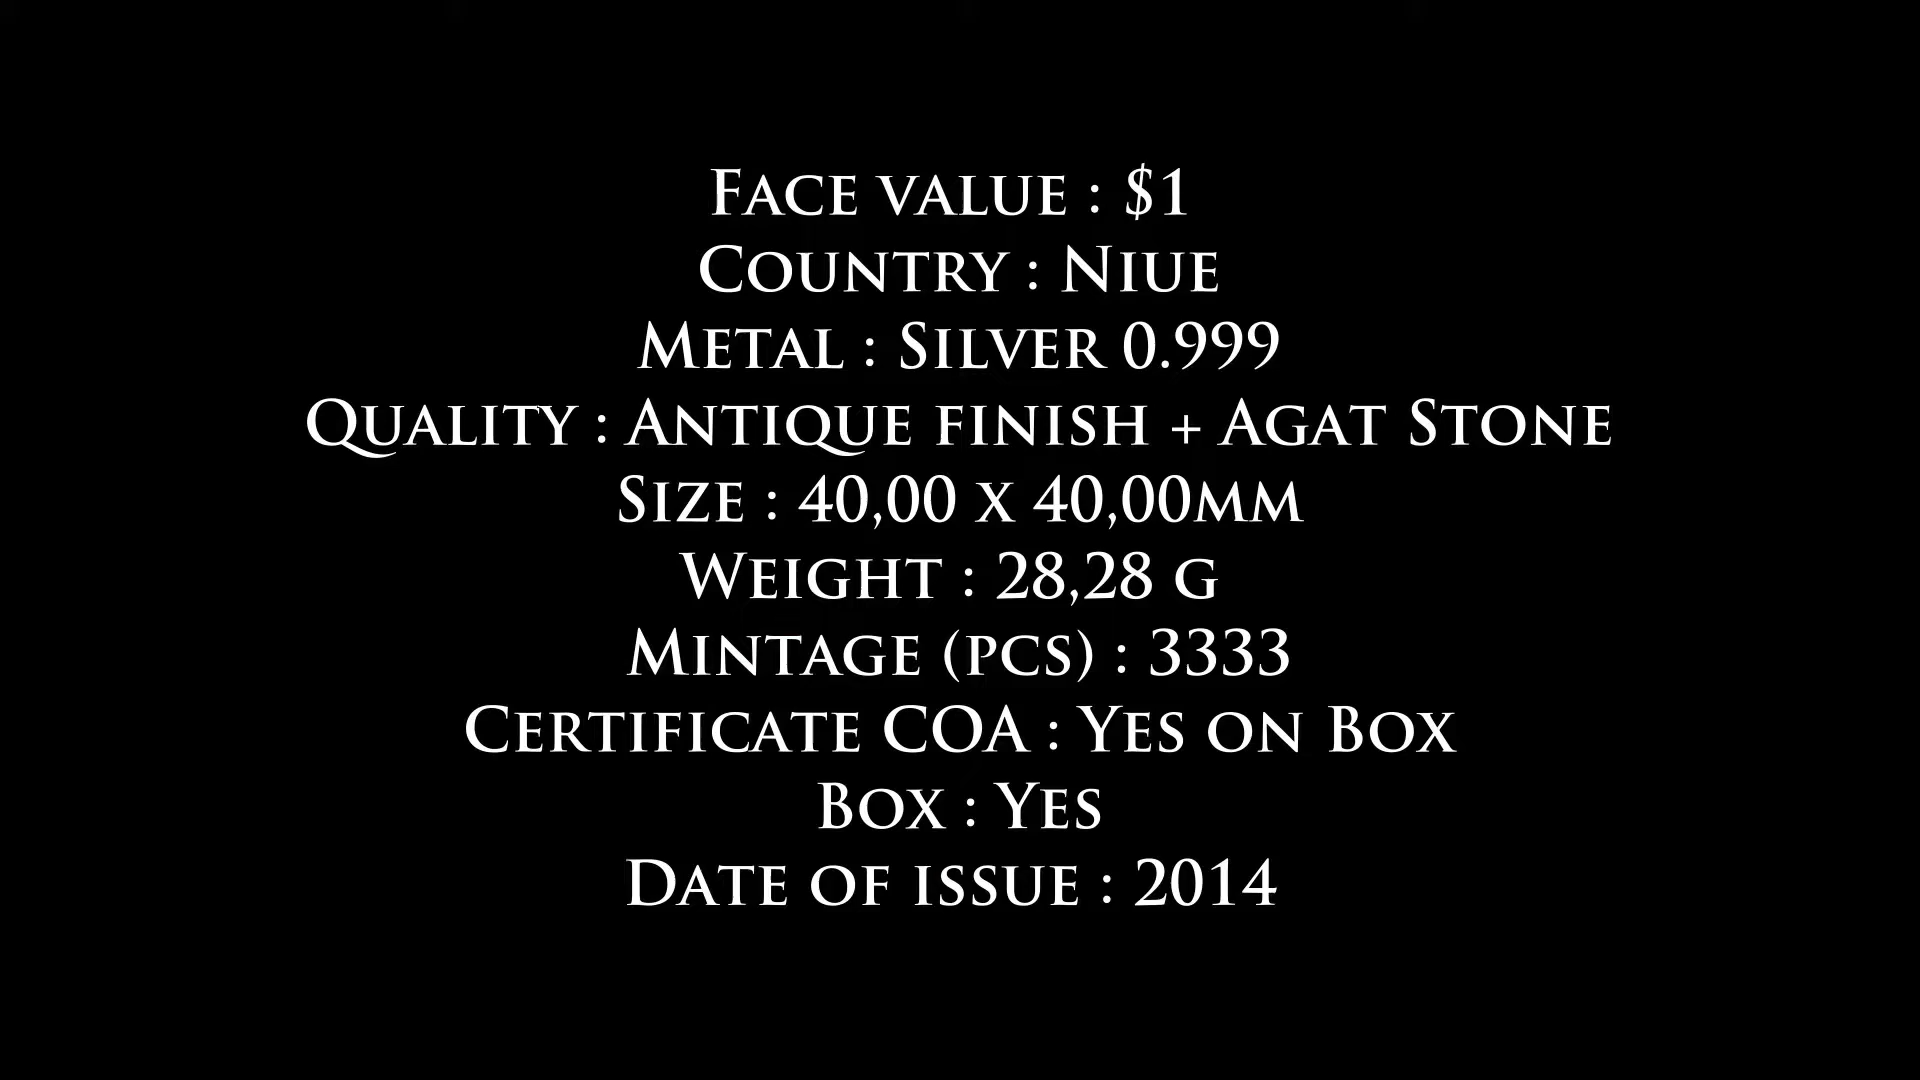 Face value : $1
Country : Niue
Metal : Silver 0.999
Quality : Antique finish + Agat Stone
Size : 40,00 x 40,00mm
Weight : 28,28 g
Mintage (pcs) : 3333
Certificate COA : Yes on Box
Box : Yes
Date of issue : 2014